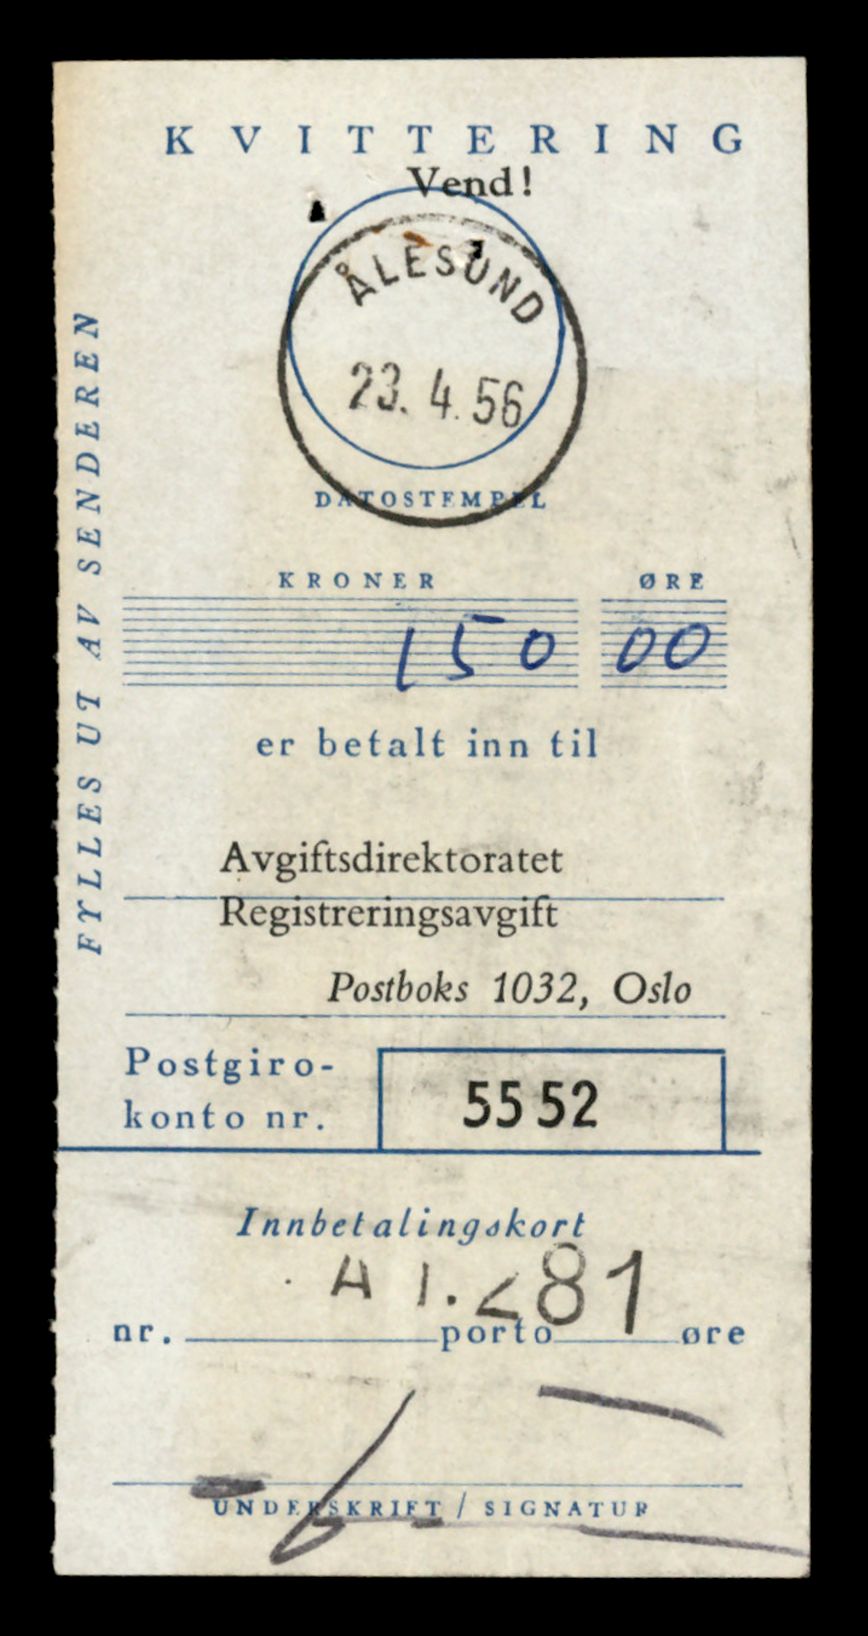 KVITTERING
Vend!
ÅLESUND
23. 4. 56
DATOSTEMPEL
FYLLES UT AV SENDEREN
KRONER ØRE
150 00
er betalt inn til
Avgiftsdirektoratet
Registreringsavgift
Postboks 1032, Oslo
Postgiro-
konto nr.
5552
Innbetalingskort
A 1.281
nr. porto øre
UNDERSKRIFT / SIGNATUR